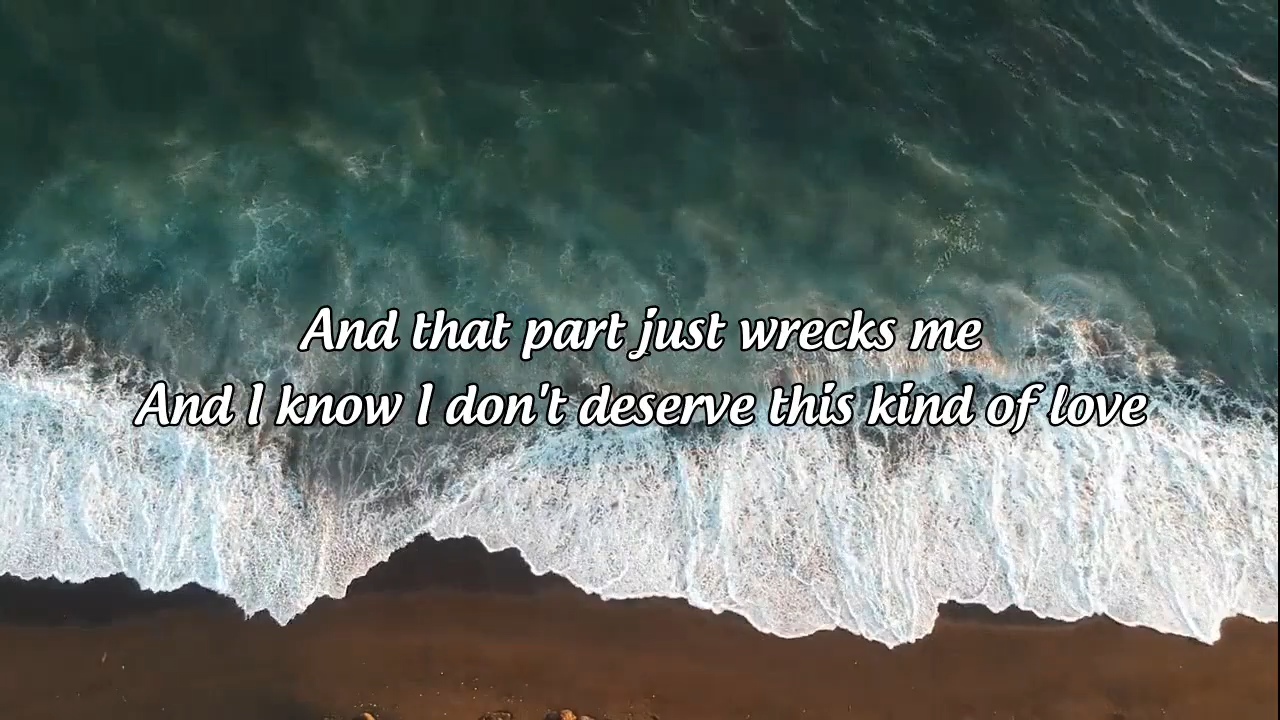 And that part just wrecks me
And I know I don't deserve this kind of love